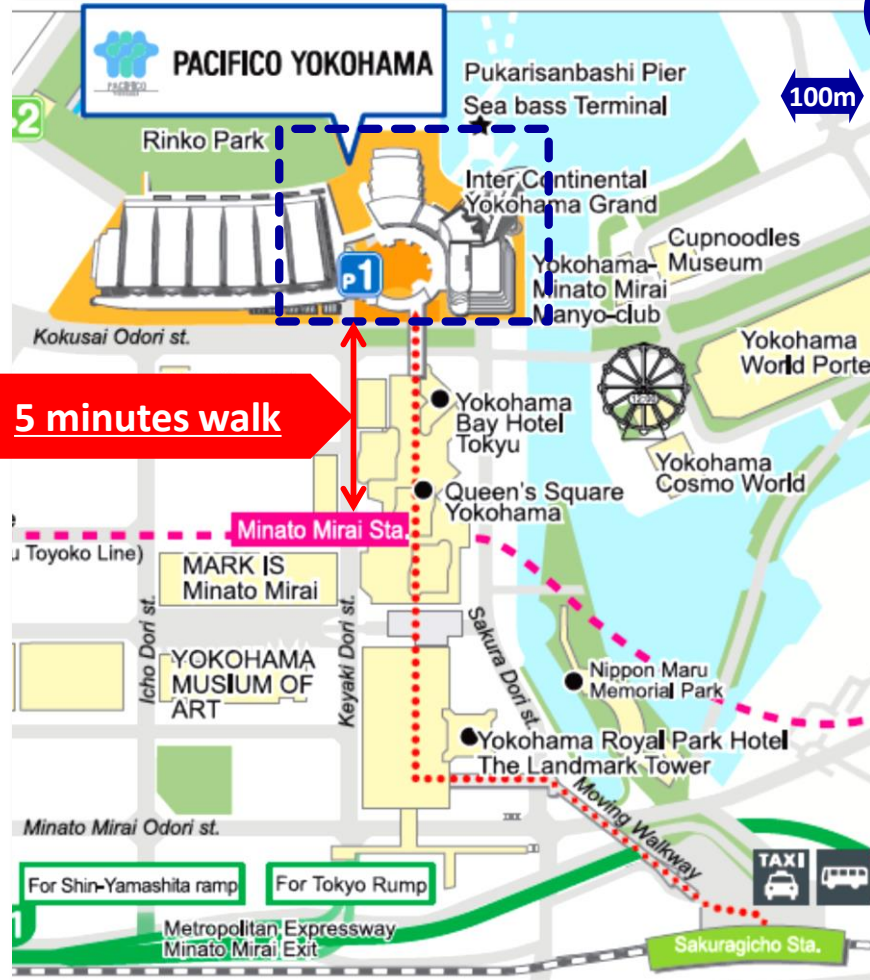 PACIFICO YOKOHAMA
PACIFICO
Pukarisanbashi Pier
Sea bass Terminal
100m
2
Rinko Park
Inter Continental
Yokohama Grand
Cupnoodles
Museum
P1
Yokohama-
Minato Mirai
Manyo-club
Kokusai Odori st.
Yokohama
World Porte
12:00
5 minutes walk
Yokohama
Bay Hotel
Tokyu
Yokohama
Cosmo World
Queen's Square
Yokohama
Minato Mirai Sta.
u Toyoko Line)
MARK IS
Minato Mirai
Icho Dori st.
Keyaki Dori st.
Sakura Dori st.
YOKOHAMA
MUSIUM OF
ART
Nippon Maru
Memorial Park
Yokohama Royal Park Hotel
The Landmark Tower
Moving Walkway
Minato Mirai Odori st.
TAXI
For Shin-Yamashita ramp
For Tokyo Rump
1
Metropolitan Expressway
Minato Mirai Exit
Sakuragicho Sta.